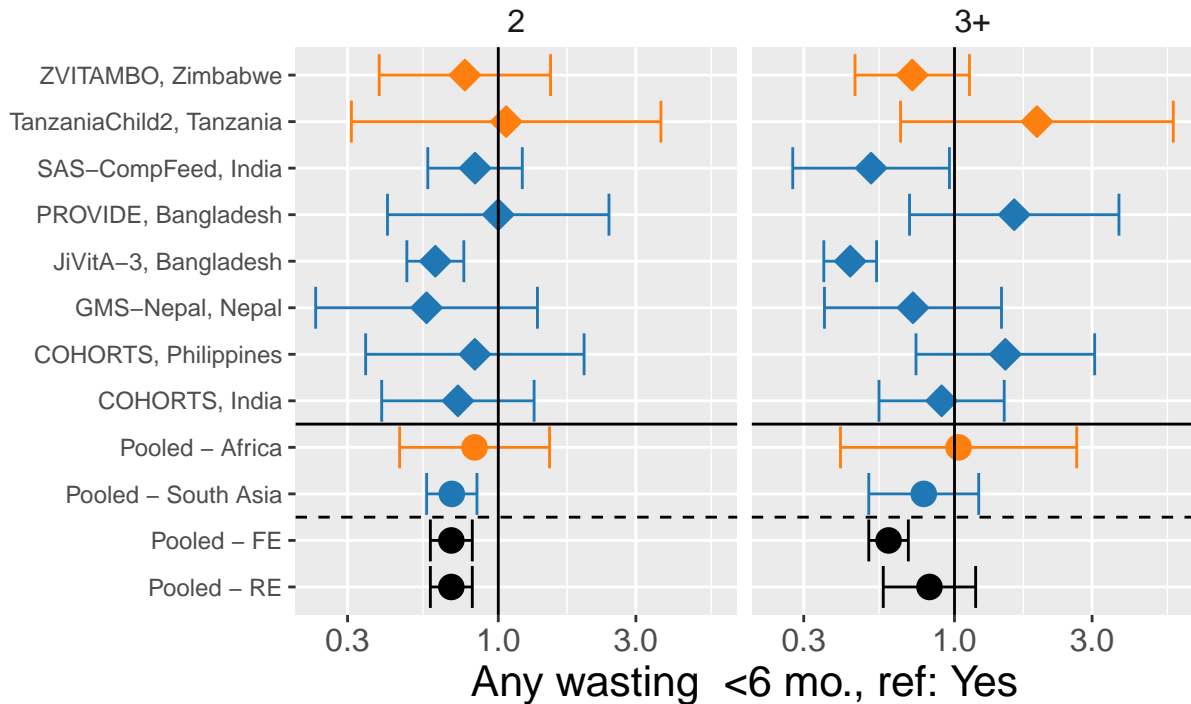 2 3+
ZVITAMBO, Zimbabwe
TanzaniaChild2, Tanzania
SAS−CompFeed, India
PROVIDE, Bangladesh
JiVitA−3, Bangladesh
GMS−Nepal, Nepal
COHORTS, Philippines
COHORTS, India
Pooled − Africa
Pooled − South Asia
Pooled − FE
Pooled − RE
0.3 1.0 3.0 0.3 1.0 3.0
Any wasting  <6 mo., ref: Yes